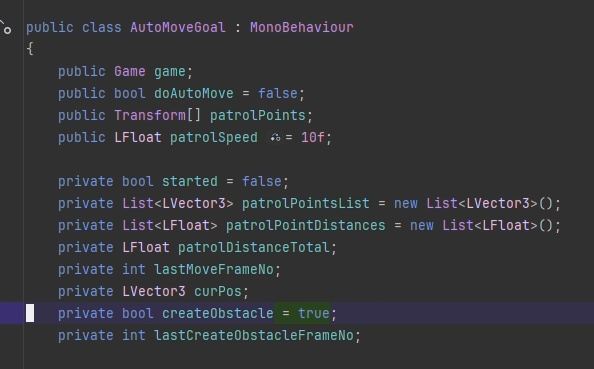 public class AutoMoveGoal : MonoBehaviour
{
    public Game game;
    public bool doAutoMove = false;
    public Transform[] patrolPoints;
    public LFloat patrolSpeed = 10f;

    private bool started = false;
    private List<LVector3> patrolPointsList = new List<LVector3>();
    private List<LFloat> patrolPointDistances = new List<LFloat>();
    private LFloat patrolDistanceTotal;
    private int lastMoveFrameNo;
    private LVector3 curPos;
    private bool createObstacle = true;
    private int lastCreateObstacleFrameNo;